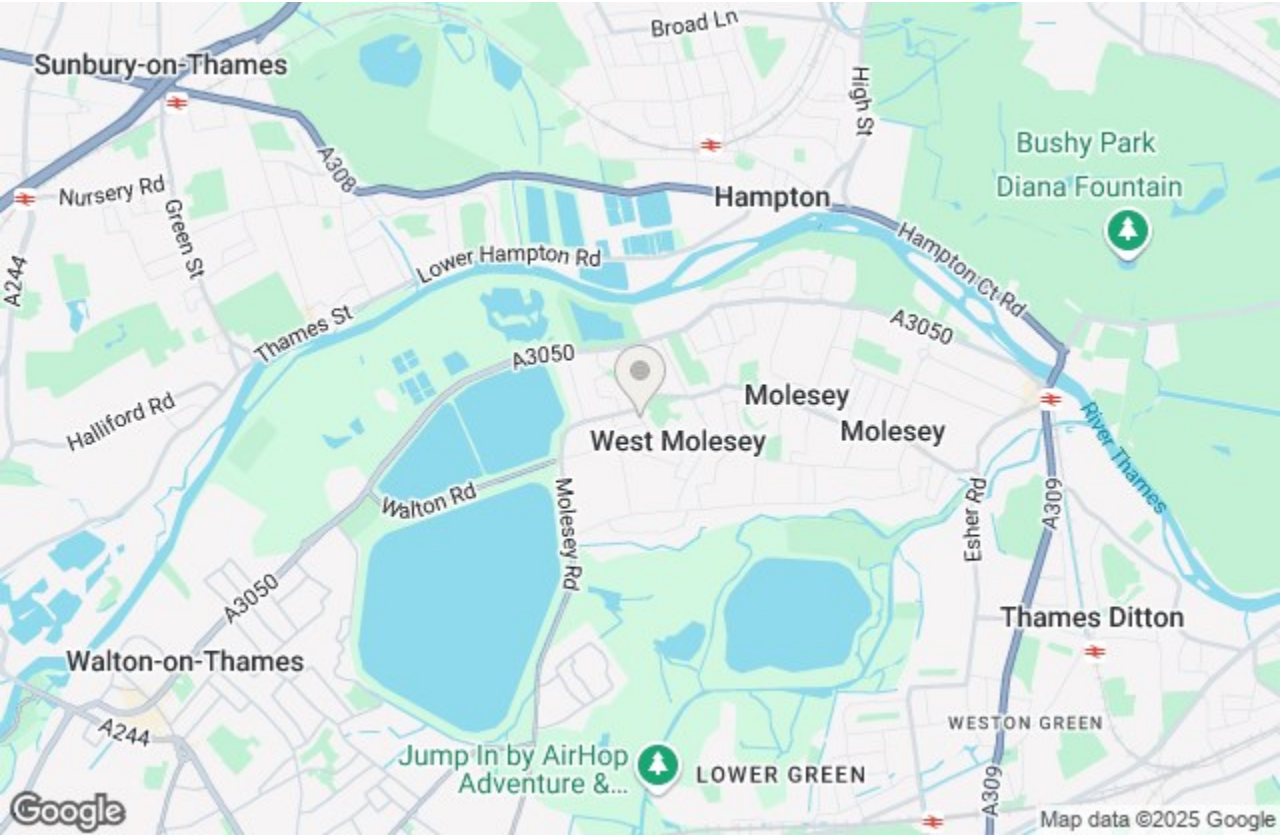 Broad Ln
Sunbury-on-Thames
High St
Bushy Park
Diana Fountain
A308
Nursery Rd
Hampton
Green St
Hampton Ct Rd
Lower Hampton Rd
A244
Thames St
A3050
A3050
Molesey
Halliford Rd
Molesey
West Molesey
River Thames
Walton Rd
Molesey Rd
Esher Rd
A309
A3050
Thames Ditton
Walton-on-Thames
WESTON GREEN
A244
Jump In by AirHop
Adventure &...
LOWER GREEN
A309
Google
Map data ©2025 Google